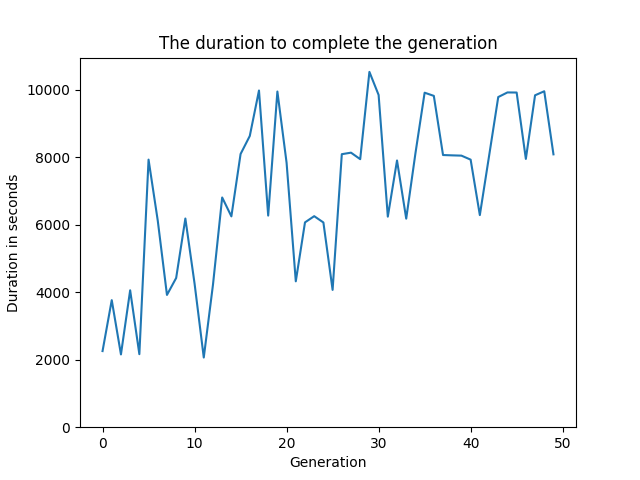 The duration to complete the generation
10000
8000
6000
4000
2000
0
Duration in seconds
0 10 20 30 40 50
Generation